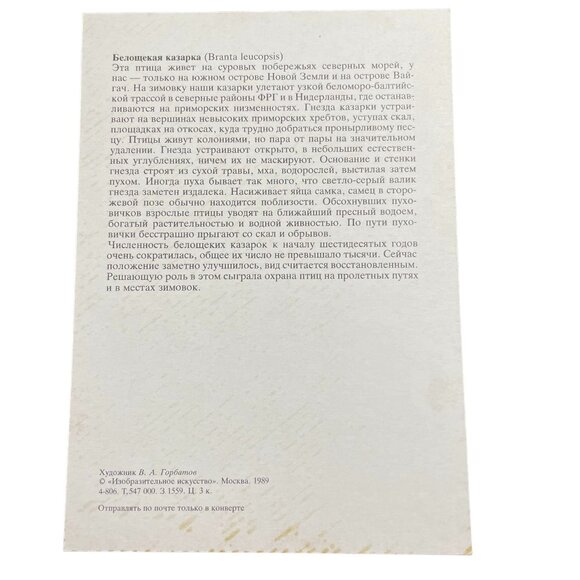 Белощекая казарка (Branta leucopsis)
Эта птица живет на суровых побережьях северных морей, у
нас — только на южном острове Новой Земли и на острове Вай-
гач. На зимовку наши казарки улетают узкой беломоро-балтий-
ской трассой в северные районы ФРГ и в Нидерланды, где останав-
ливаются на приморских низменностях. Гнезда казарки устраи-
вают на вершинах невысоких приморских хребтов, уступах скал,
площадках на откосах, куда трудно добраться пронырливому пес-
цу. Птицы живут колониями, но пара от пары на значительном
удалении. Гнезда устраивают открыто, в небольших естествен-
ных углублениях, ничем их не маскируют. Основание и стенки
гнезда строят из сухой травы, мха, водорослей, выстилая затем
пухом. Иногда пуха бывает так много, что светло-серый валик
гнезда заметен издалека. Насиживает яйца самка, самец в сторо-
жевой позе обычно находится поблизости. Обсохнувших пухо-
вичков взрослые птицы уводят на ближайший пресный водоем,
богатый растительностью и водной живностью. По пути пухо-
вички бесстрашно прыгают со скал и обрывов.
Численность белощеких казарок к началу шестидесятых годов
очень сократилась, общее их число не превышало тысячи. Сейчас
положение заметно улучшилось, вид считается восстановленным.
Решающую роль в этом сыграла охрана птиц на пролетных путях
и в местах зимовок.
Художник В. А. Горбатов
© «Изобразительное искусство». Москва. 1989
4-806. Т,547 000. З 1559. Ц. 3 к.
Отправлять по почте только в конверте